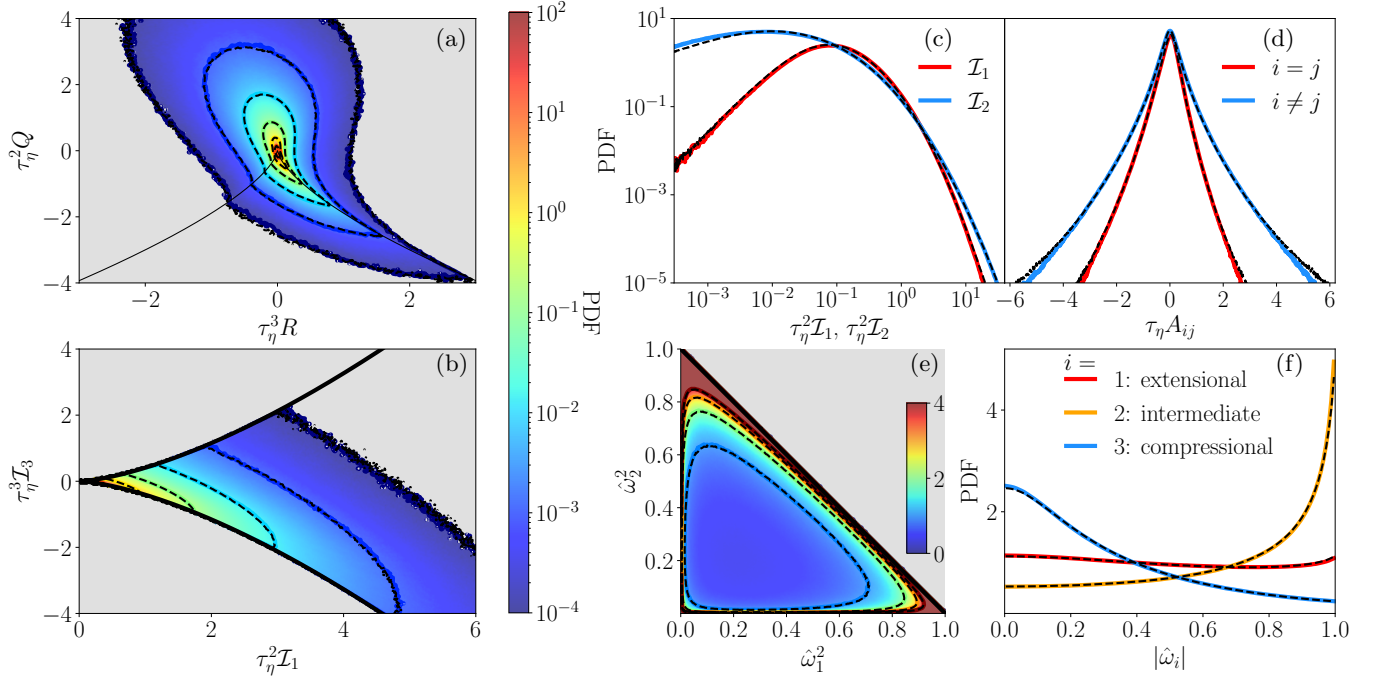 (a)
4
2
0
−2
−4
τ_η^2 Q
−2
0
2
τ_η^3 R
10^2
10^1
10^0
10^−1
10^−2
10^−3
10^−4
PDF
(b)
4
2
0
−2
−4
τ_η^3 I_3
0
2
4
6
τ_η^2 I_1
(c)
I_1
I_2
10^1
10^−1
10^−3
10^−5
PDF
10^−3
10^−2
10^−1
10^0
10^1
τ_η^2 I_1, τ_η^2 I_2
(d)
i = j
i ≠ j
−6
−4
−2
0
2
4
6
τ_η A_ij
(e)
1.0
0.8
0.6
0.4
0.2
ω̂_2^2
4
2
0
0.0
0.2
0.4
0.6
0.8
1.0
ω̂_1^2
(f)
i =
1: extensional
2: intermediate
3: compressional
4
2
PDF
0.0
0.2
0.4
0.6
0.8
1.0
|ω̂_i|